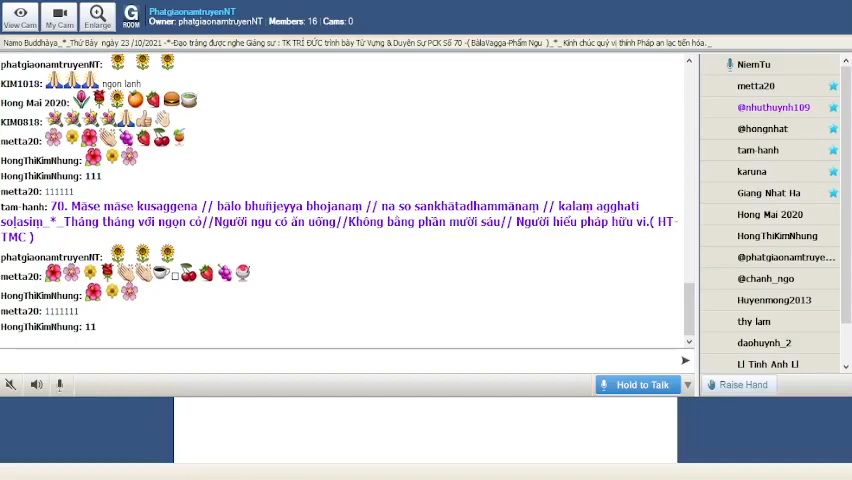 View Cam
My Cam
Enlarge
G
ROOM
PhatgiaonamtruyenNT
Owner: phatgiaonamtruyenNT | Members: 16 | Cams: 0
Namo Buddhàya_*_Thứ Bảy ngày 23 /10/2021 -*-Đạo tràng được nghe Giảng sư : TK TRÍ ĐỨC trình bày Từ Vựng & Duyên Sự PCK Số 70 -( BālaVagga-Phẩm Ngu )_*_ Kính chúc quý vị thính Pháp an lạc tiến hóa._
phatgiaonamtruyenNT:
KIM1018: ngon lanh
Hong Mai 2020:
KIM0818:
metta20:
HongThiKimNhung:
HongThiKimNhung: 111
metta20: 111111
tam-hanh: 70. Māse māse kusaggena // bālo bhuñjeyya bhojanaṃ // na so sankhātadhammānaṃ // kalaṃ agghati
soḷasiṃ_*_Tháng tháng với ngọn cỏ//Người ngu có ăn uống//Không bằng phần mười sáu// Người hiểu pháp hữu vi.( HT-
TMC )
phatgiaonamtruyenNT:
metta20:
HongThiKimNhung:
metta20: 1111111
HongThiKimNhung: 11
Hold to Talk
NiemTu
metta20
@nhuthuynh109
@hongnhat
tam-hanh
karuna
Giang Nhat Ha
Hong Mai 2020
HongThiKimNhung
@phatgiaonamtruye...
@chanh_ngo
Huyenmong2013
thy lam
daohuynh_2
Li Tinh Anh Li
Raise Hand